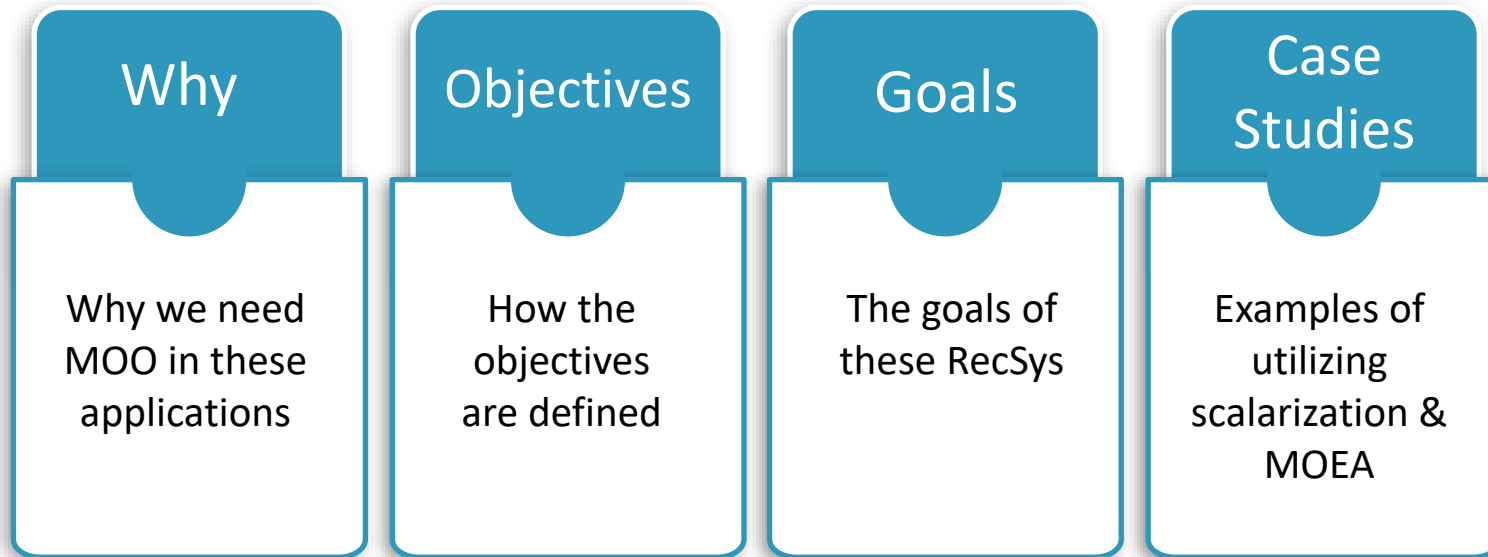 Why
Why we need
MOO in these
applications
Objectives
How the
objectives
are defined
Goals
The goals of
these RecSys
Case
Studies
Examples of
utilizing
scalarization &
MOEA